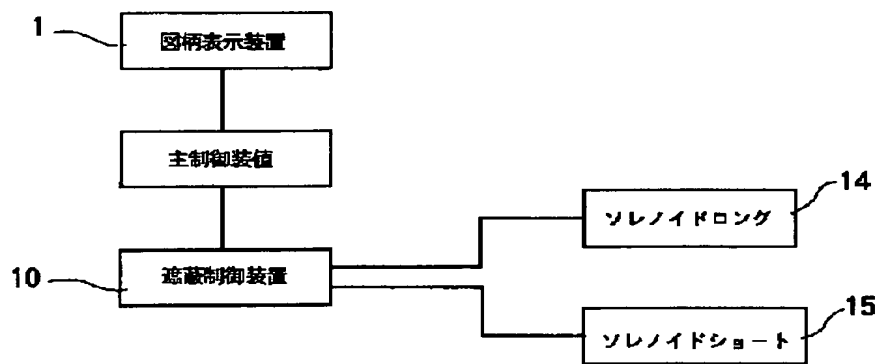 1
図柄表示装置
主制御装値
14
ソレノイドロング
10
遮蔽制御装置
15
ソレノイドショート